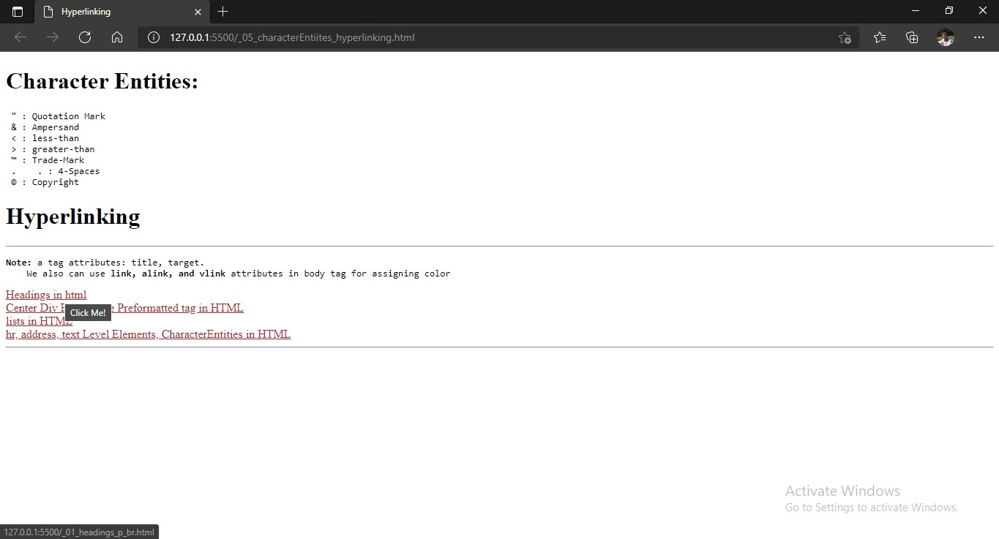 Hyperlinking
127.0.0.1:5500/_05_characterEntiites_hyperlinking.html
Character Entities:
" : Quotation Mark
& : Ampersand
< : less-than
> : greater-than
™ : Trade-Mark
.    . : 4-Spaces
© : Copyright
Hyperlinking
Note: a tag attributes: title, target.
We also can use link, alink, and vlink attributes in body tag for assigning color
Headings in html
Center Div Preformatted tag in HTML
Click Me!
lists in HTML
hr, address, text Level Elements, CharacterEntities in HTML
Activate Windows
Go to Settings to activate Windows.
127.0.0.1:5500/_01_headings_p_br.html